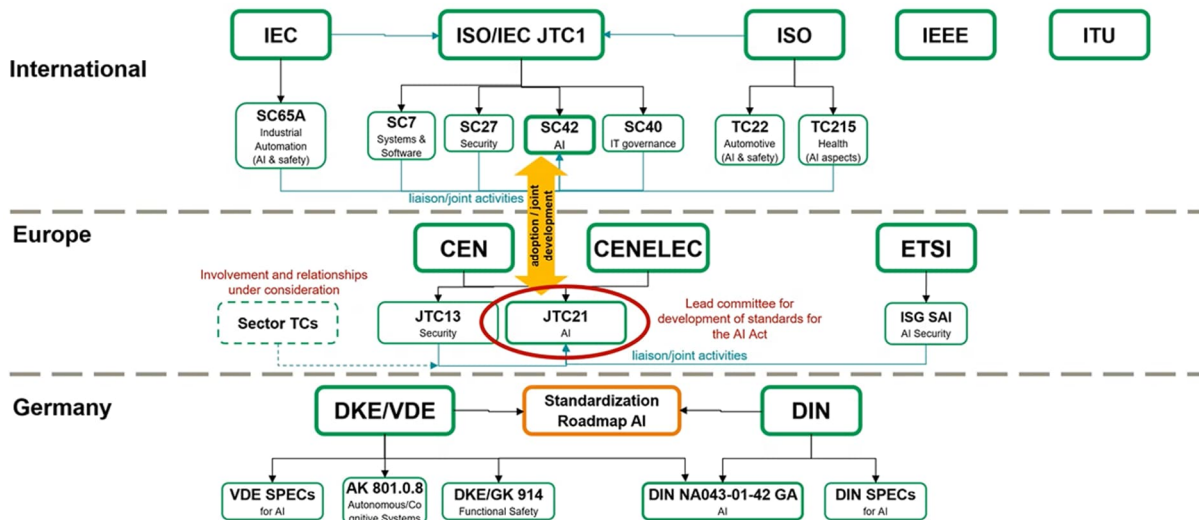 International
IEC
ISO/IEC JTC1
ISO
IEEE
ITU
SC65A
Industrial
Automation
(AI & safety)
SC7
Systems &
Software
SC27
Security
SC42
AI
SC40
IT governance
TC22
Automotive
(AI & safety)
TC215
Health
(AI aspects)
liaison/joint activities
adoption / joint
development
Europe
CEN
CENELEC
ETSI
Involvement and relationships
under consideration
Sector TCs
JTC13
Security
JTC21
AI
Lead committee for
development of standards for
the AI Act
ISG SAI
AI Security
liaison/joint activities
Germany
DKE/VDE
Standardization
Roadmap AI
DIN
VDE SPECs
for AI
AK 801.0.8
Autonomous/Co
gnitive Systems
DKE/GK 914
Functional Safety
DIN NA043-01-42 GA
AI
DIN SPECs
for AI